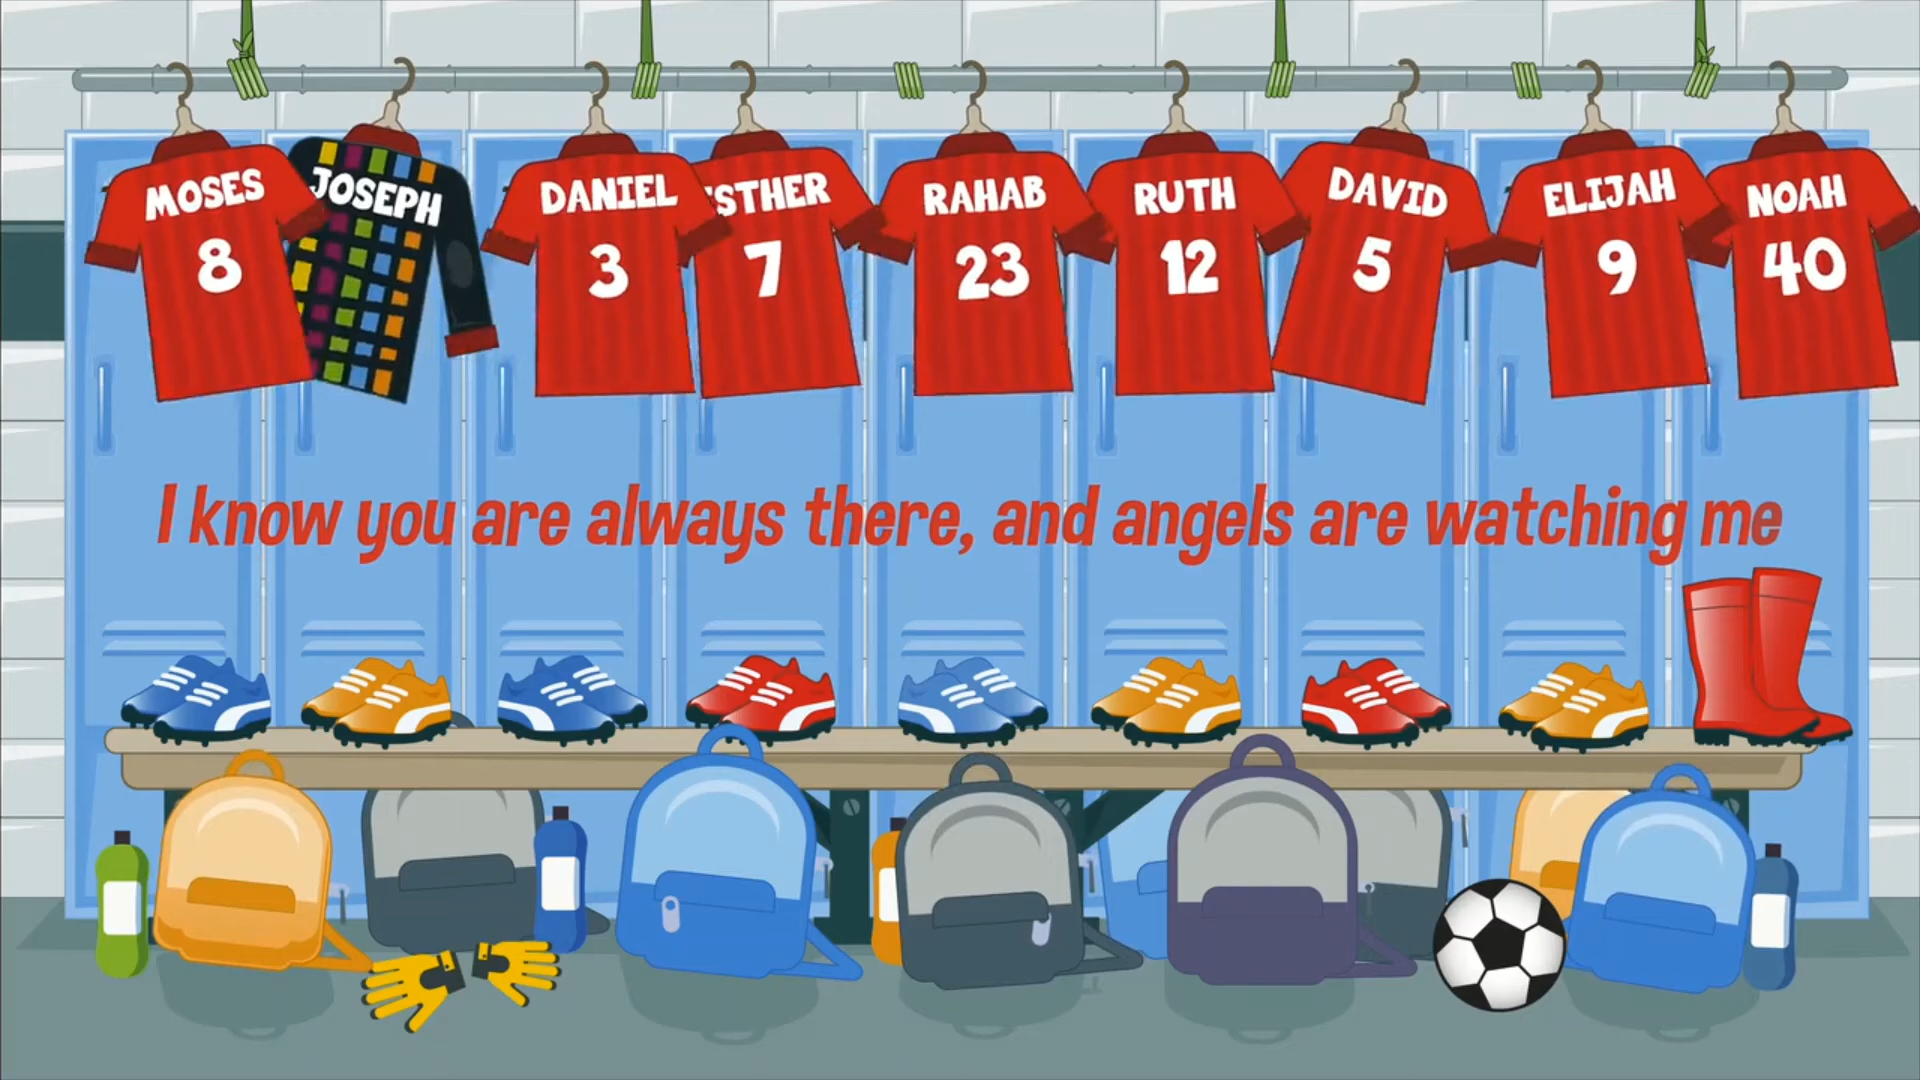 MOSES
8
JOSEPH
DANIEL
3
STHER
7
RAHAB
23
RUTH
12
DAVID
5
ELIJAH
9
NOAH
40
I know you are always there, and angels are watching me